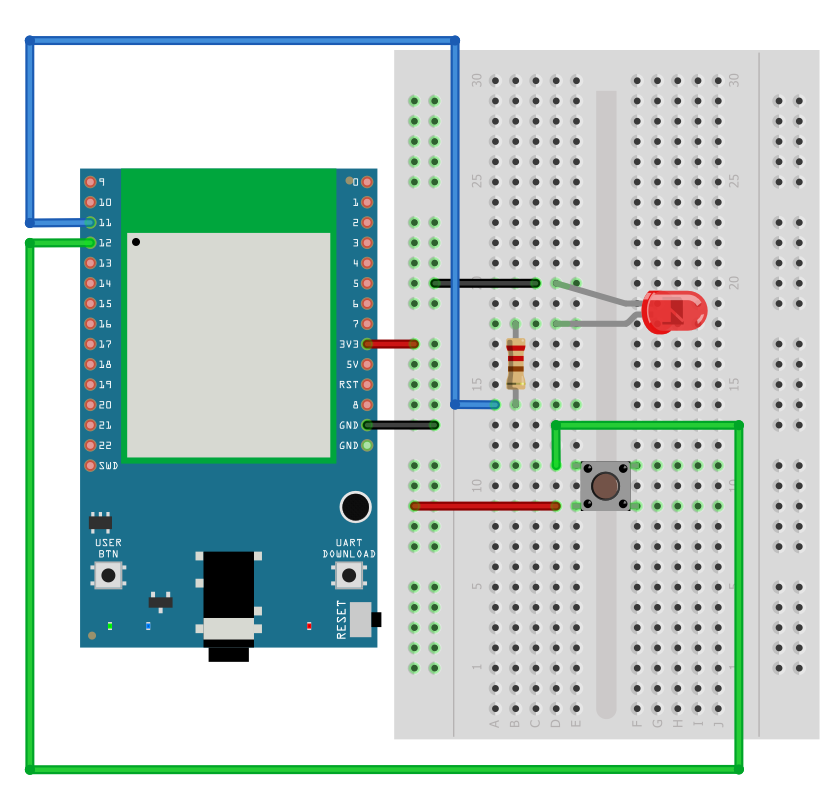 30 30
9 0
10 1
11 2
12 3
13 4
14 5
15 6
16 7
17 3V3
18 5V
19 RST
20 8
21 GND
22 GND
SWD
25 25
20 20
15 15
10 10
5 5
1 1
A B C D E F G H I J
USER
BTN
UART
DOWNLOAD
RESET